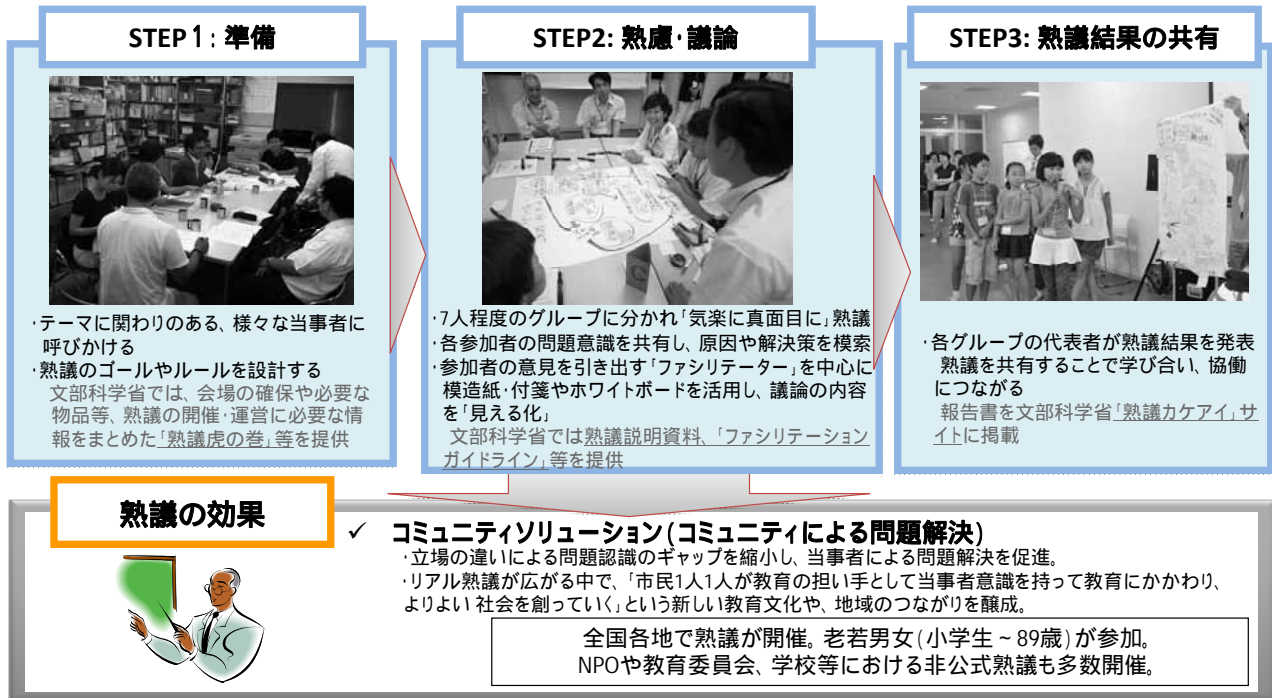 STEP１: 準備
・テーマに関わりのある、様々な当事者に
呼びかける
・熟議のゴールやルールを設計する
文部科学省では、会場の確保や必要な
物品等、熟議の開催・運営に必要な情
報をまとめた「熟議虎の巻」等を提供
STEP2: 熟慮・議論
・7人程度のグループに分かれ「気楽に真面目に」熟議
・各参加者の問題意識を共有し、原因や解決策を模索
・参加者の意見を引き出す「ファシリテーター」を中心に
模造紙・付箋やホワイトボードを活用し、議論の内容
を「見える化」
文部科学省では熟議説明資料、「ファシリテーション
ガイドライン」等を提供
STEP3: 熟議結果の共有
・各グループの代表者が熟議結果を発表
熟議を共有することで学び合い、協働
につながる
報告書を文部科学省「熟議カケアイ」サ
イトに掲載
熟議の効果
✓ コミュニティソリューション(コミュニティによる問題解決)
・立場の違いによる問題認識のギャップを縮小し、当事者による問題解決を促進。
・リアル熟議が広がる中で、「市民1人1人が教育の担い手として当事者意識を持って教育にかかわり、
よりよい 社会を創っていく」という新しい教育文化や、地域のつながりを醸成。
全国各地で熟議が開催。老若男女(小学生～89歳)が参加。
NPOや教育委員会、学校等における非公式熟議も多数開催。